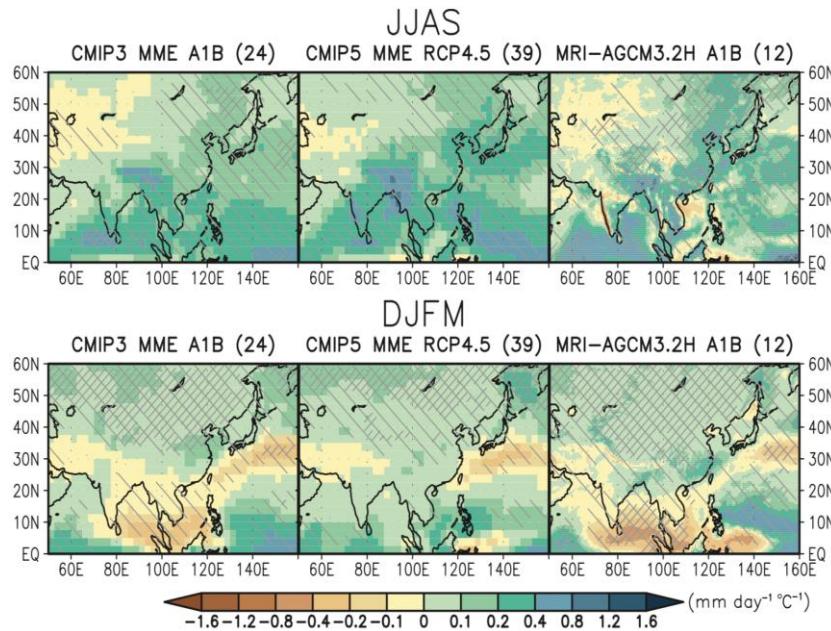 JJAS
CMIP3 MME A1B (24) CMIP5 MME RCP4.5 (39) MRI-AGCM3.2H A1B (12)
60N
50N
40N
30N
20N
10N
EQ
60E 80E 100E 120E 140E 60E 80E 100E 120E 140E 60E 80E 100E 120E 140E 160E
DJFM
CMIP3 MME A1B (24) CMIP5 MME RCP4.5 (39) MRI-AGCM3.2H A1B (12)
60N
50N
40N
30N
20N
10N
EQ
60E 80E 100E 120E 140E 60E 80E 100E 120E 140E 60E 80E 100E 120E 140E 160E
-1.6 -1.2 -0.8 -0.4 -0.2 -0.1 0 0.1 0.2 0.4 0.8 1.2 1.6 (mm day⁻¹ °C⁻¹)